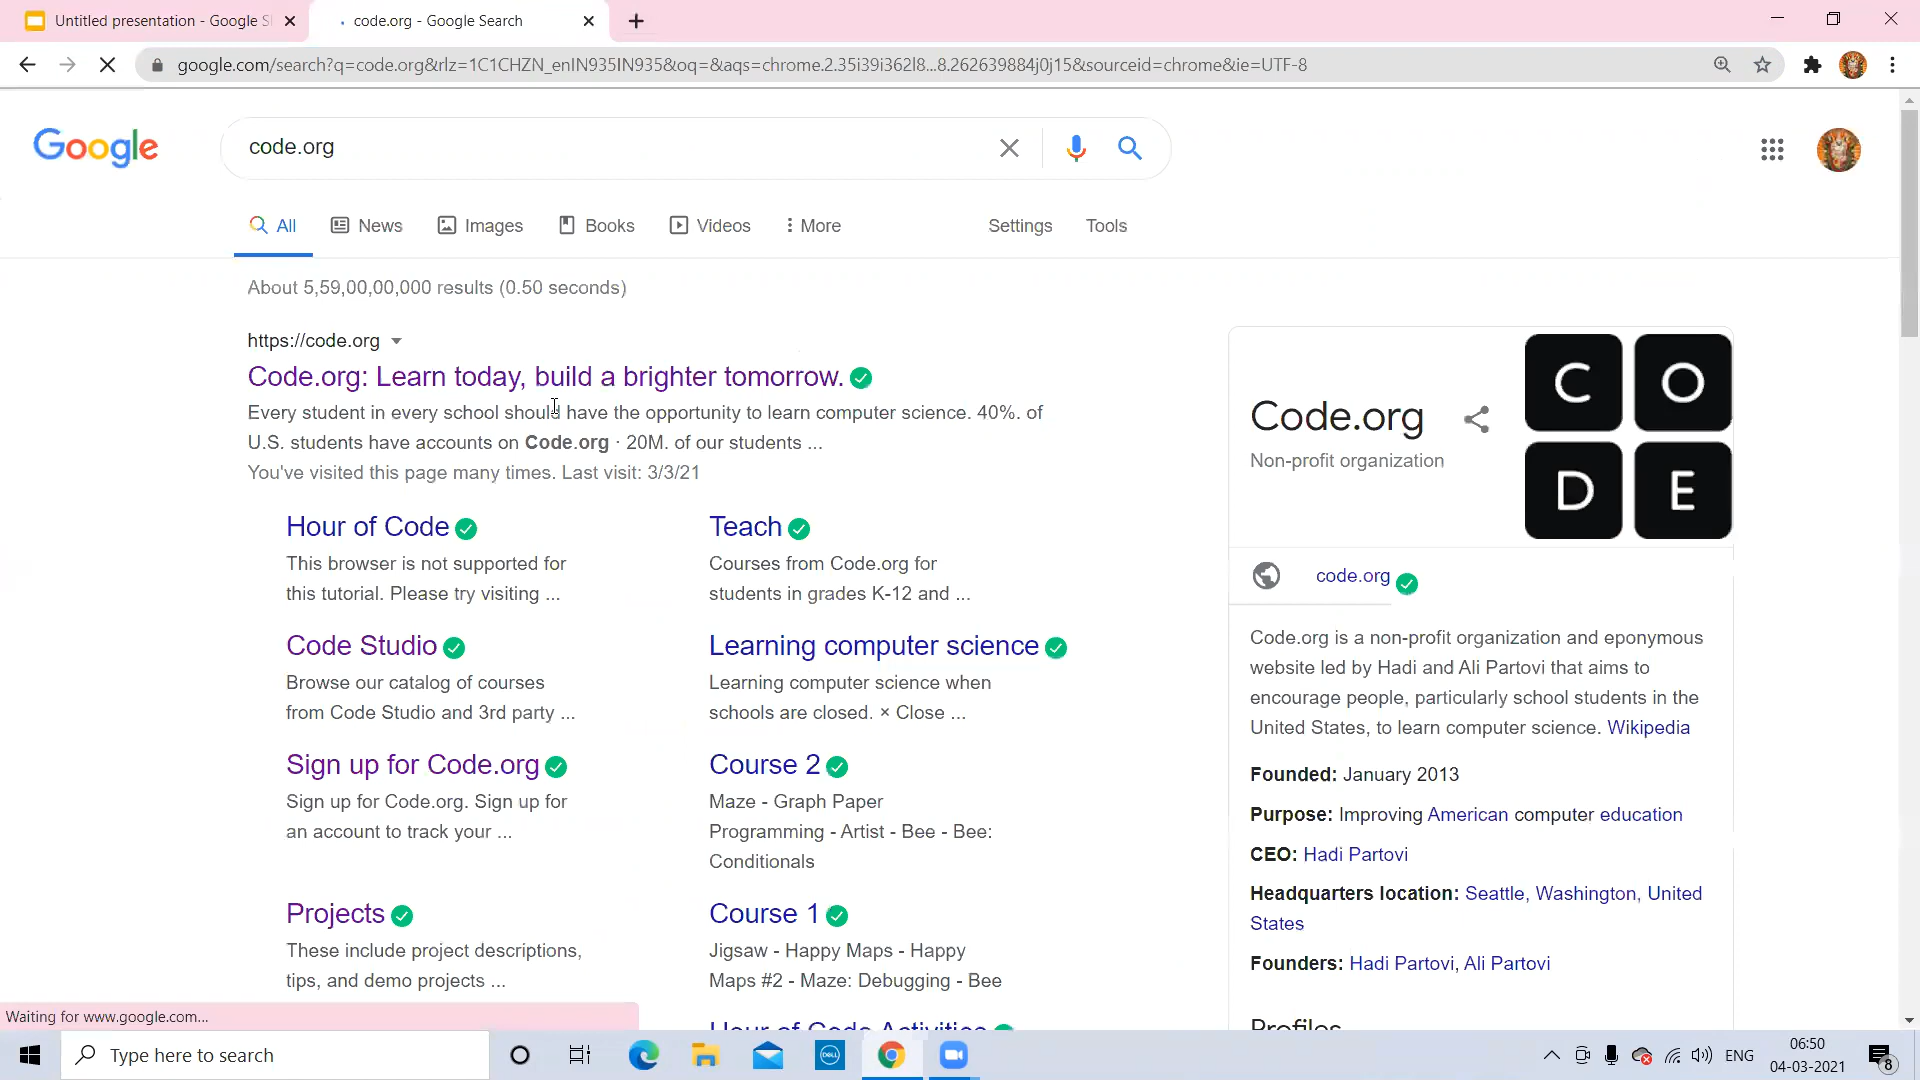 Untitled presentation - Google Sl
code.org - Google Search
google.com/search?q=code.org&rlz=1C1CHZN_enIN935IN935&oq=&aqs=chrome.2.35i39i362l8...8.262639884j0j15&sourceid=chrome&ie=UTF-8
Google
code.org
All
News
Images
Books
Videos
More
Settings
Tools
About 5,59,00,00,000 results (0.50 seconds)
https://code.org
Code.org: Learn today, build a brighter tomorrow.
Every student in every school should have the opportunity to learn computer science. 40%. of
U.S. students have accounts on Code.org · 20M. of our students ...
You've visited this page many times. Last visit: 3/3/21
Hour of Code
This browser is not supported for
this tutorial. Please try visiting ...
Teach
Courses from Code.org for
students in grades K-12 and ...
Code Studio
Browse our catalog of courses
from Code Studio and 3rd party ...
Learning computer science
Learning computer science when
schools are closed. × Close ...
Sign up for Code.org
Sign up for Code.org. Sign up for
an account to track your ...
Course 2
Maze - Graph Paper
Programming - Artist - Bee - Bee:
Conditionals
Projects
These include project descriptions,
tips, and demo projects ...
Course 1
Jigsaw - Happy Maps - Happy
Maps #2 - Maze: Debugging - Bee
Hour of Code Activities
Code.org
Non-profit organization
C O
D E
code.org
Code.org is a non-profit organization and eponymous
website led by Hadi and Ali Partovi that aims to
encourage people, particularly school students in the
United States, to learn computer science. Wikipedia
Founded: January 2013
Purpose: Improving American computer education
CEO: Hadi Partovi
Headquarters location: Seattle, Washington, United
States
Founders: Hadi Partovi, Ali Partovi
Profiles
Waiting for www.google.com...
Type here to search
DELL
ENG
06:50
04-03-2021
8